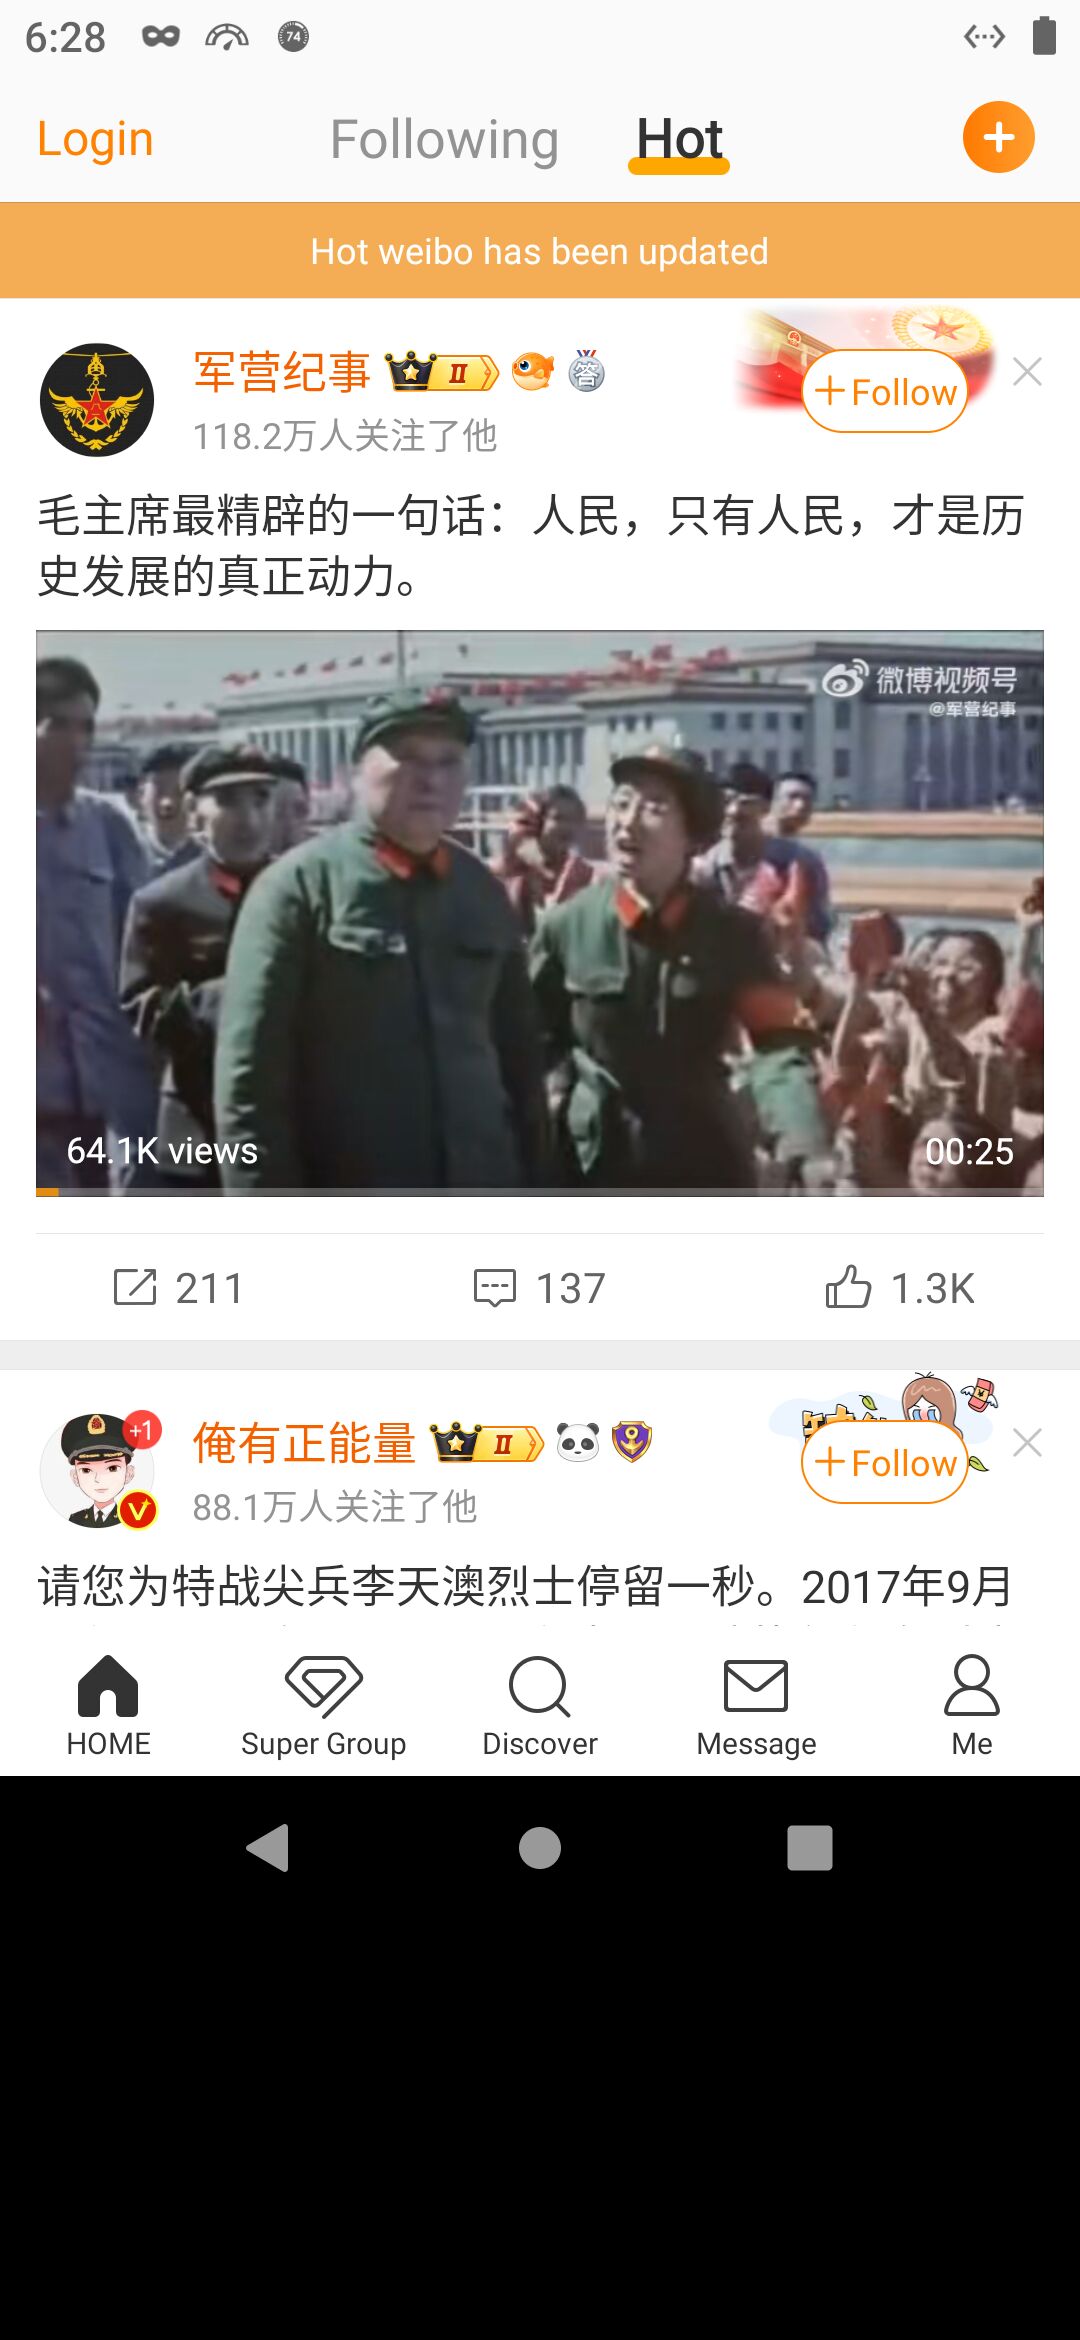 6:28
74
Login
Following
Hot
Hot weibo has been updated
军营纪事
II
答
118.2万人关注了他
+Follow
毛主席最精辟的一句话：人民，只有人民，才是历
史发展的真正动力。
微博视频号
@军营纪事
64.1K views
00:25
211
137
1.3K
+1
V
俺有正能量
II
88.1万人关注了他
+Follow
请您为特战尖兵李天澳烈士停留一秒。2017年9月
HOME
Super Group
Discover
Message
Me